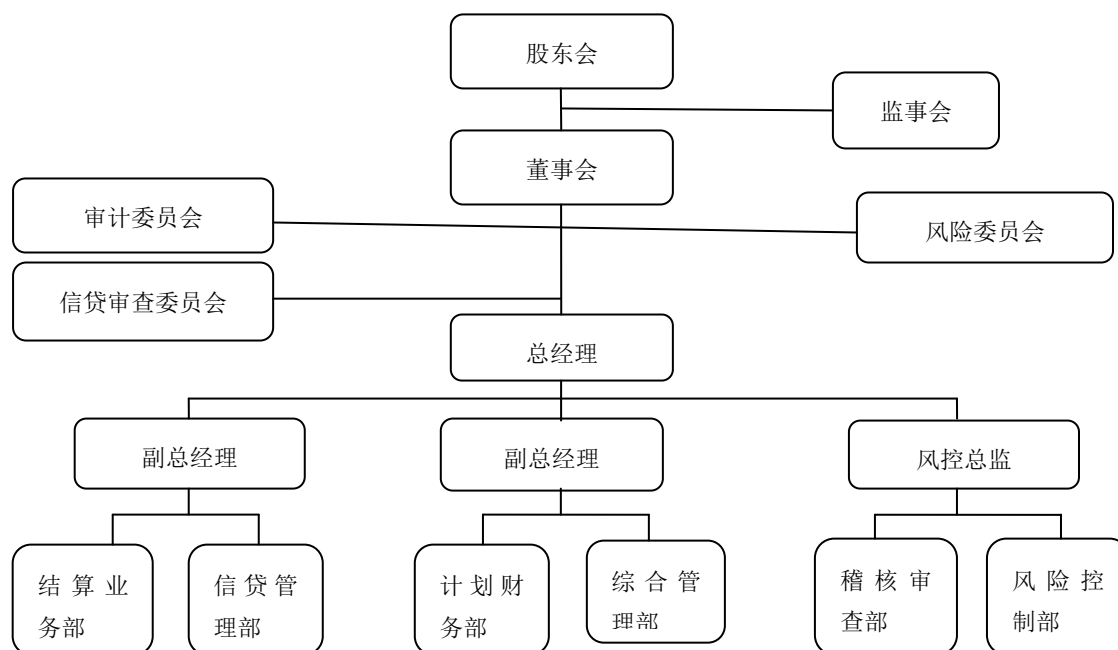 股东会
监事会
董事会
审计委员会
风险委员会
信贷审查委员会
总经理
副总经理
副总经理
风控总监
结算业
务部
信贷管
理部
计划财
务部
综合管
理部
稽核审
查部
风险控
制部